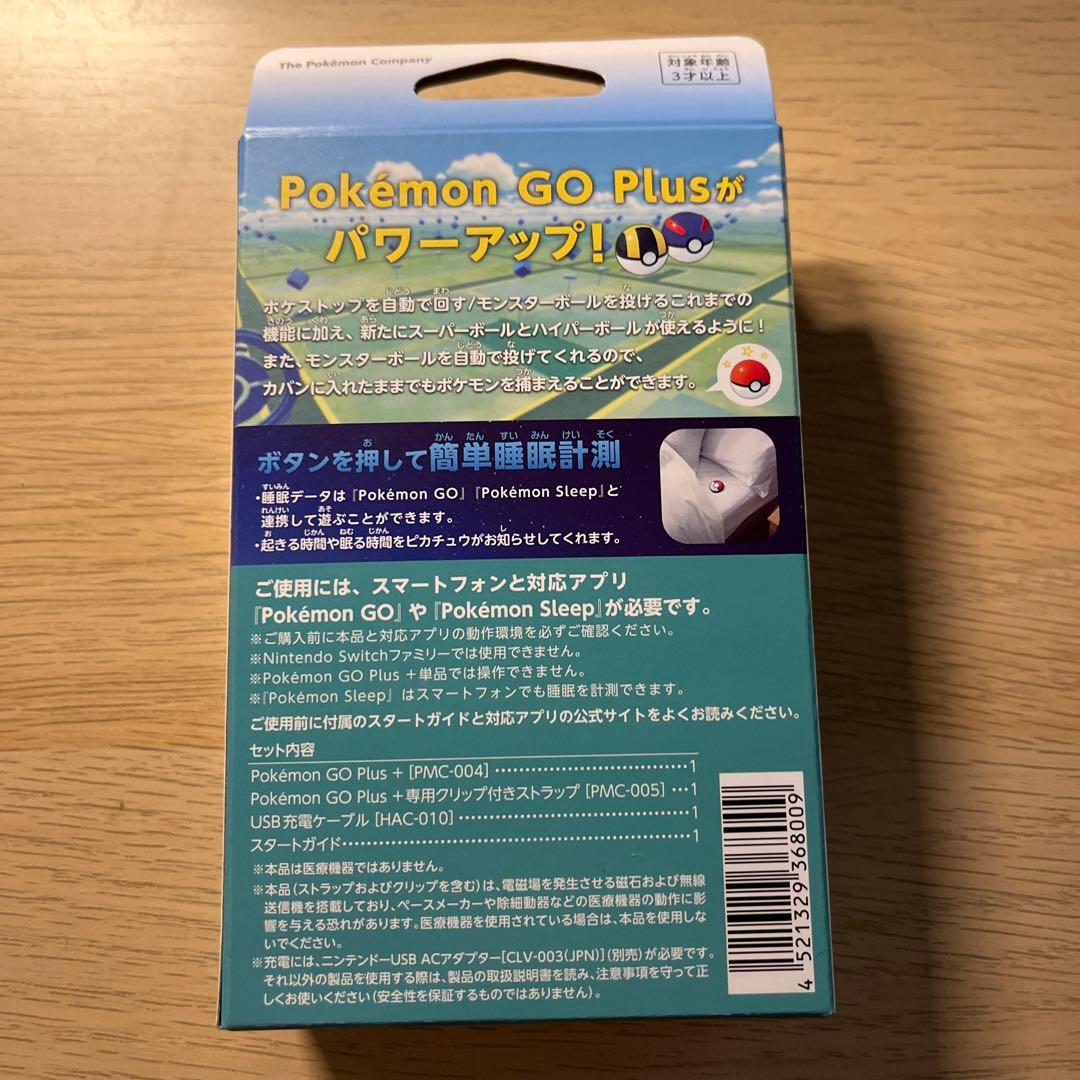 The Pokémon Company
対象年齢
3才以上
Pokémon GO Plusが
パワーアップ!
ポケストップを自動で回す/モンスターボールを投げるこれまでの
機能に加え、新たにスーパーボールとハイパーボールが使えるように!
また、モンスターボールを自動で投げてくれるので、
カバンに入れたままでもポケモンを捕まえることができます。
ボタンを押して簡単睡眠計測
・睡眠データは『Pokémon GO』『Pokémon Sleep』と
連携して遊ぶことができます。
・起きる時間や眠る時間をピカチュウがお知らせしてくれます。
ご使用には、スマートフォンと対応アプリ
『Pokémon GO』や『Pokémon Sleep』が必要です。
※ご購入前に本品と対応アプリの動作環境を必ずご確認ください。
※Nintendo Switchファミリーでは使用できません。
※Pokémon GO Plus +単品では操作できません。
※『Pokémon Sleep』はスマートフォンでも睡眠を計測できます。
ご使用前に付属のスタートガイドと対応アプリの公式サイトをよくお読みください。
セット内容
Pokémon GO Plus + [PMC-004] 1
Pokémon GO Plus +専用クリップ付きストラップ [PMC-005] 1
USB充電ケーブル [HAC-010] 1
スタートガイド 1
※本品は医療機器ではありません。
※本品(ストラップおよびクリップを含む)は、電磁場を発生させる磁石および無線
送信機を搭載しており、ペースメーカーや除細動器などの医療機器の動作に影
響を与える恐れがあります。医療機器を使用されている場合は、本品を使用しな
いでください。
※充電には、ニンテンドーUSB ACアダプター[CLV-003(JPN)](別売)が必要です。
それ以外の製品を使用する際は、製品の取扱説明書を読み、注意事項を守って正
しくお使いください(安全性を保証するものではありません)。
4 521329 368009